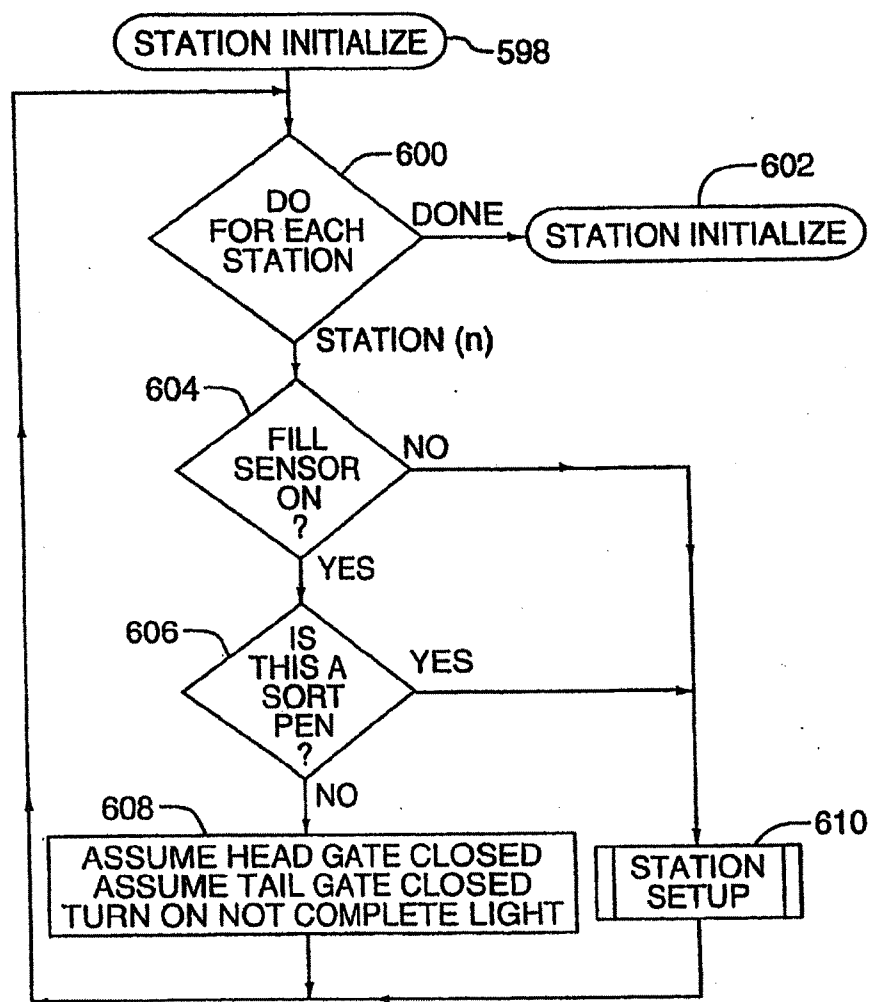 STATION INITIALIZE
598
600
DO
FOR EACH
STATION
DONE
602
STATION INITIALIZE
STATION (n)
604
FILL
SENSOR
ON
?
NO
YES
606
IS
THIS A
SORT
PEN
?
YES
NO
608
ASSUME HEAD GATE CLOSED
ASSUME TAIL GATE CLOSED
TURN ON NOT COMPLETE LIGHT
610
STATION
SETUP